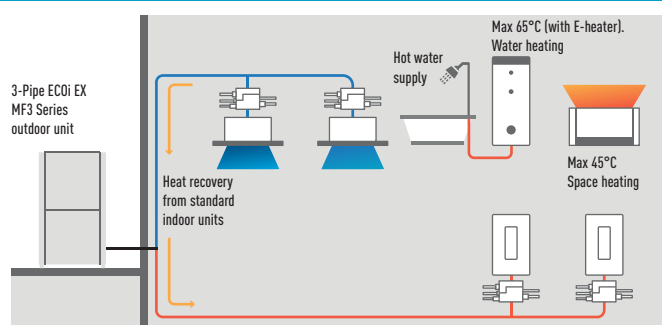 3-Pipe ECOi EX
MF3 Series
outdoor unit
Heat recovery
from standard
indoor units
Hot water
supply
Max 65°C (with E-heater).
Water heating
Max 45°C
Space heating